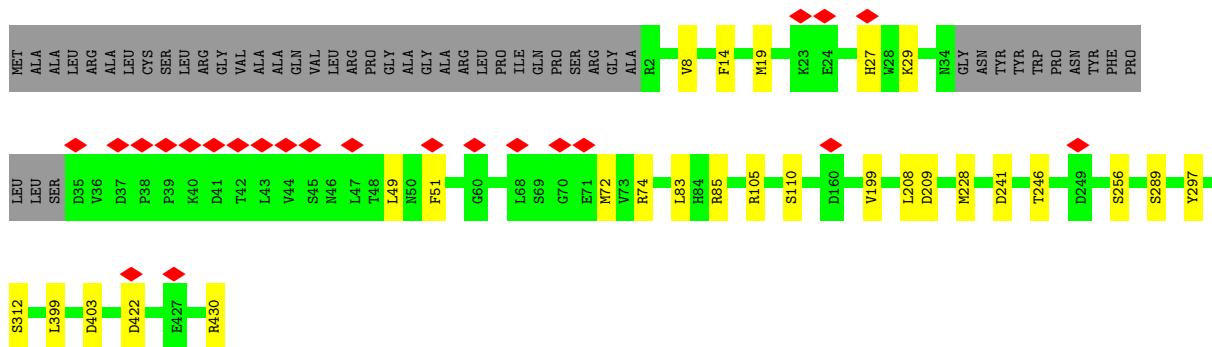 MET ALA ALA LEU ARG ALA LEU CYS SER LEU ARG GLY VAL ALA ALA GLN VAL LEU ARG PRO GLY ALA GLY ALA ARG LEU PRO ILE GLN PRO SER ARG GLY ALA R2 V8 F14 M19 K23 E24 H27 W28 K29 N34 GLY ASN TYR TYR TRP PRO ASN TYR PHE PRO
LEU LEU SER D35 V36 D37 P38 P39 K40 D41 T42 L43 V44 S45 N46 L47 T48 L49 N50 F51 G60 L68 S69 G70 E71 M72 V73 R74 L83 H84 R85 R105 S110 D160 V199 L208 D209 M228 D241 T246 D249 S256 S289 Y297
S312 L399 D403 D422 E427 R430